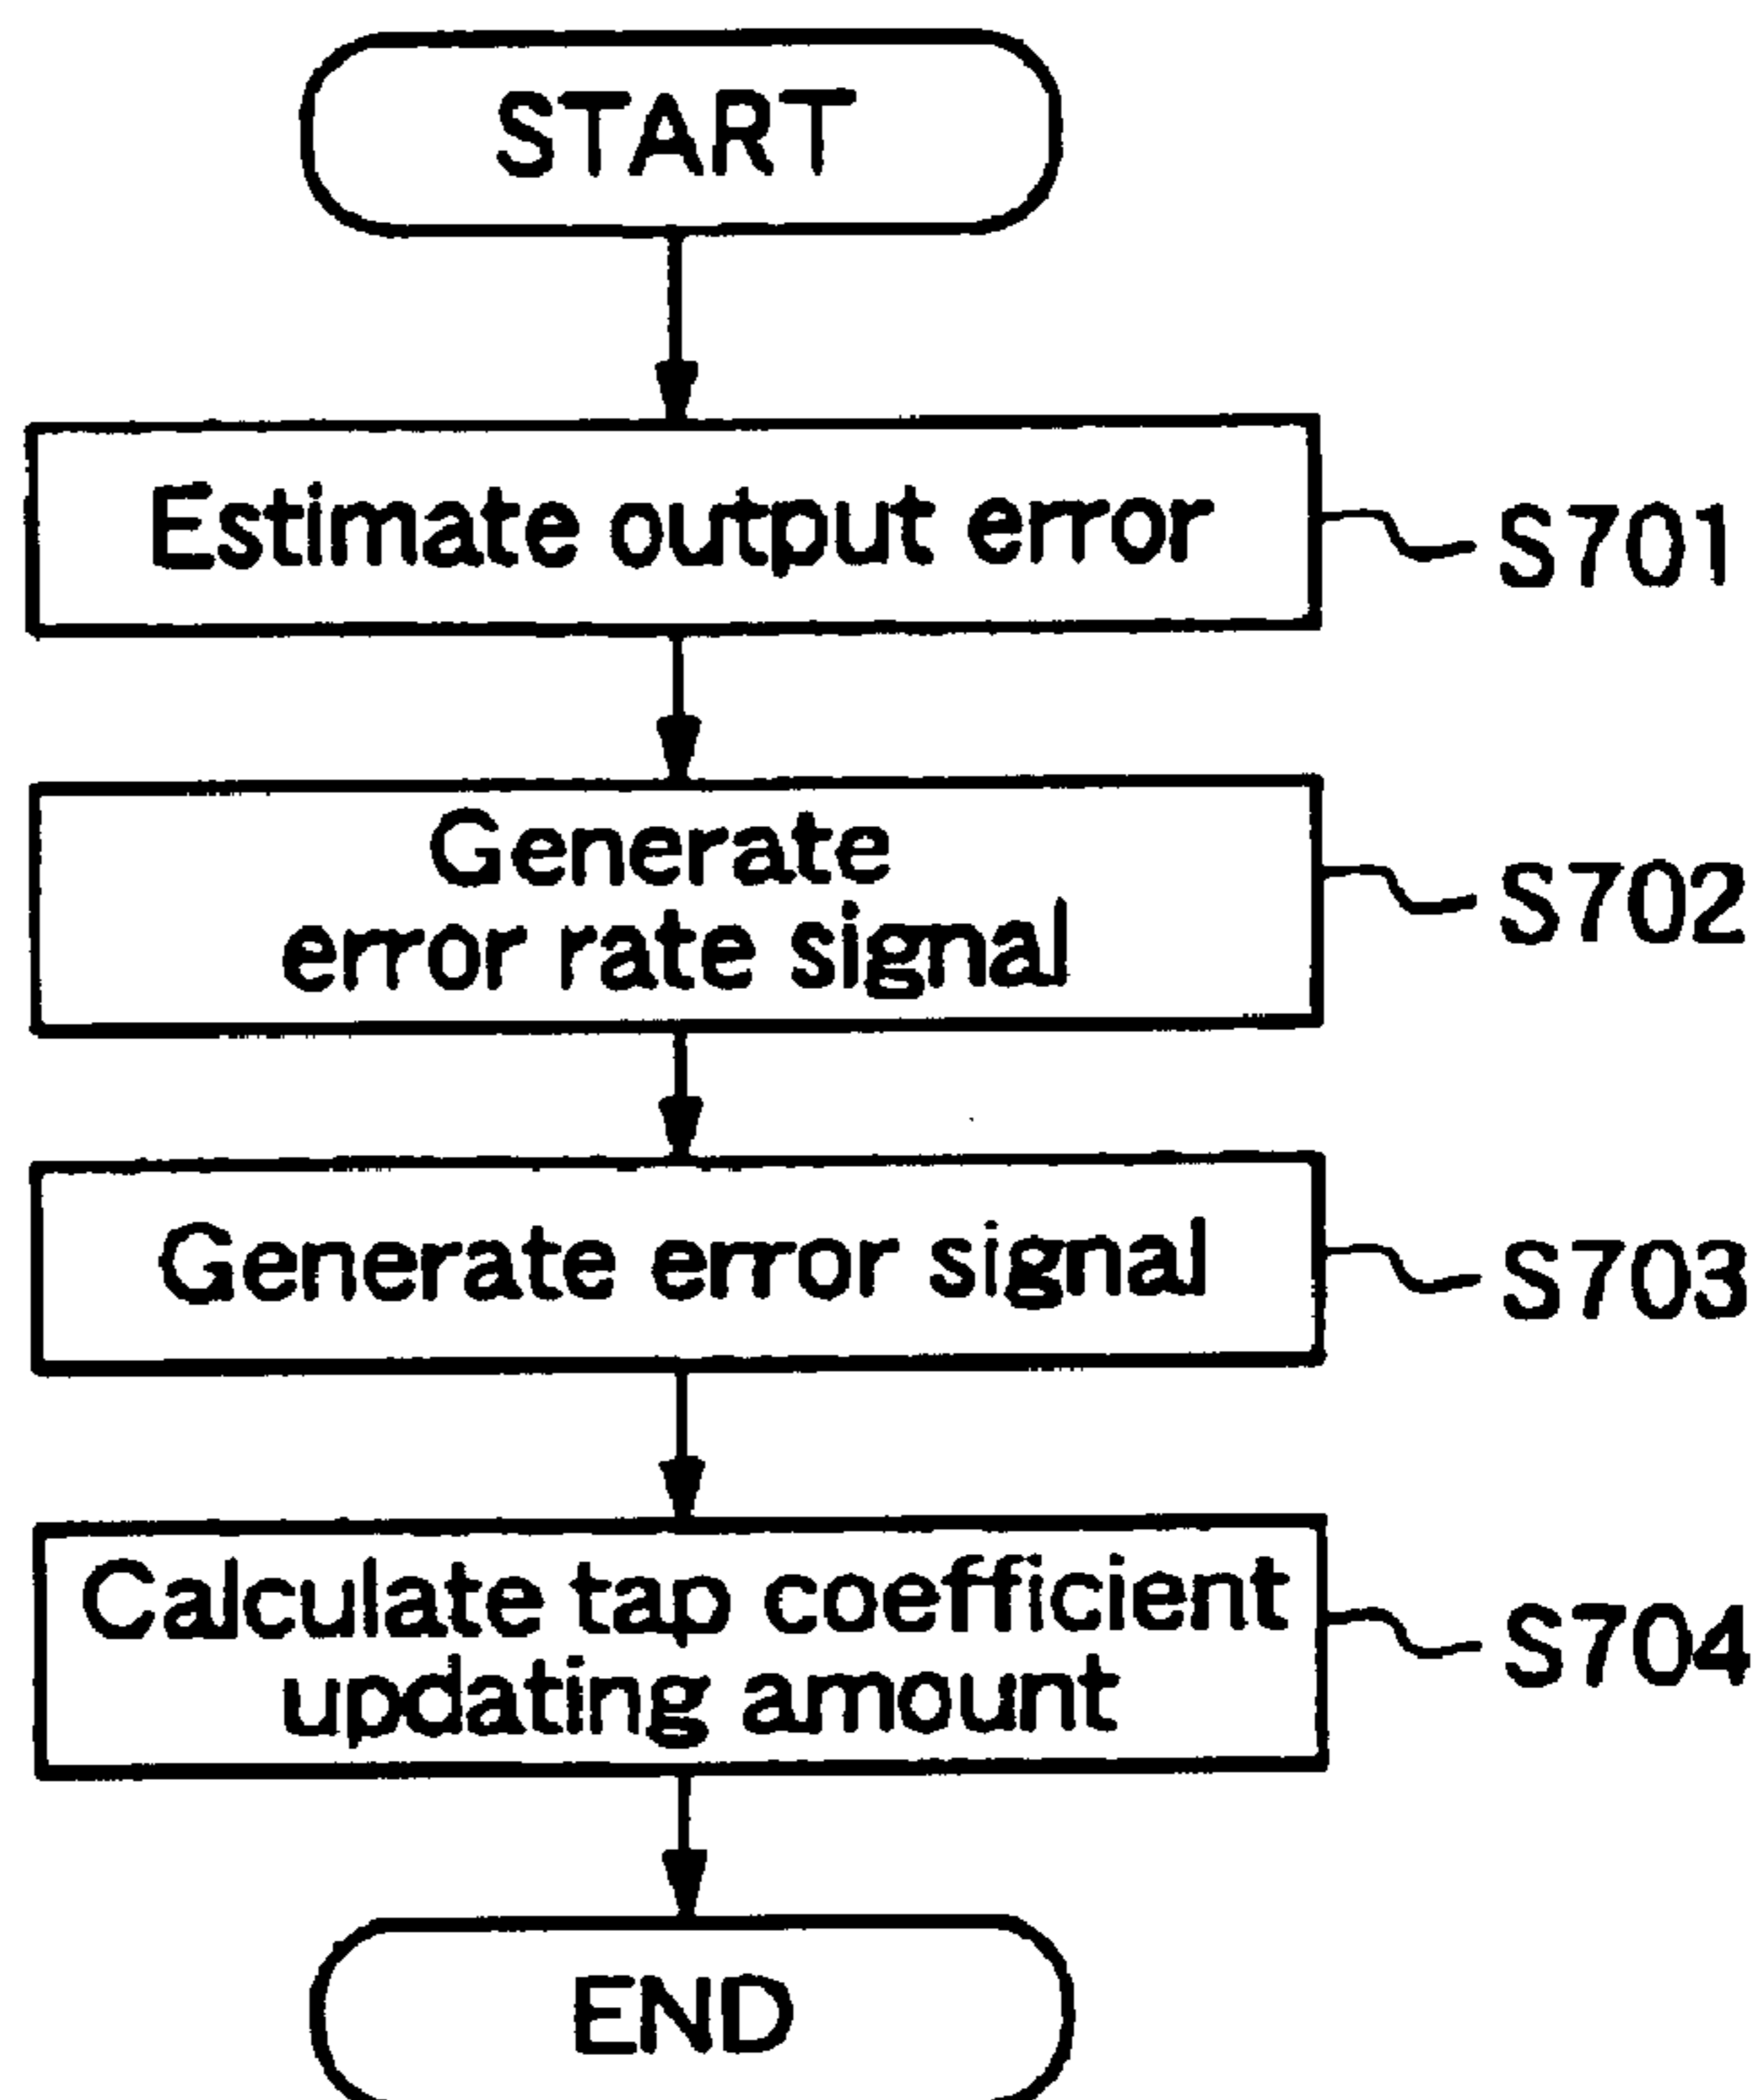 START
Estimate output error
S701
Generate
error rate signal
S702
Generate error signal
S703
Calculate tap coefficient
updating amount
S704
END